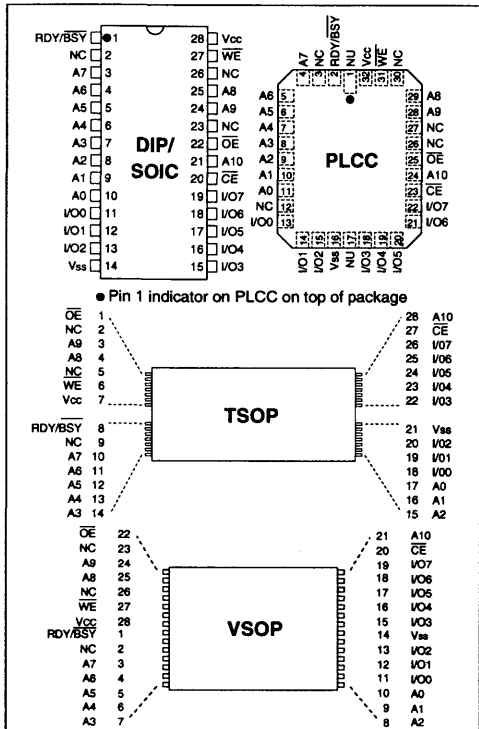 RDY/BSY 1 28 Vcc
NC 2 27 WE
A7 3 26 NC
A6 4 25 A8
A5 5 24 A9
A4 6 23 NC
A3 7 22 OE
A2 8 21 A10
A1 9 20 CE
A0 10 19 I/O7
I/O0 11 18 I/O6
I/O1 12 17 I/O5
I/O2 13 16 I/O4
Vss 14 15 I/O3
DIP/
SOIC
A7 NC RDY/BSY NU Vcc WE NC
4 3 2 1 32 31 30
A6 5 29 A8
A5 6 28 A9
A4 7 27 NC
A3 8 26 NC
A2 9 25 OE
A1 10 24 A10
A0 11 23 CE
NC 12 22 I/O7
I/O0 13 21 I/O6
PLCC
14 15 16 17 18 19 20
I/O1 I/O2 Vss NU I/O3 I/O4 I/O5
● Pin 1 indicator on PLCC on top of package
OE 1 28 A10
NC 2 27 CE
A9 3 26 I/07
A8 4 25 I/06
NC 5 24 I/05
WE 6 23 I/04
Vcc 7 22 I/03
TSOP
RDY/BSY 8 21 Vss
NC 9 20 I/02
A7 10 19 I/01
A6 11 18 I/00
A5 12 17 A0
A4 13 16 A1
A3 14 15 A2
OE 22 21 A10
NC 23 20 CE
A9 24 19 I/O7
A8 25 18 I/O6
NC 26 17 I/O5
WE 27 16 I/O4
Vcc 28 15 I/O3
RDY/BSY 1 14 Vss
NC 2 13 I/O2
A7 3 12 I/O1
A6 4 11 I/O0
A5 5 10 A0
A4 6 9 A1
A3 7 8 A2
VSOP